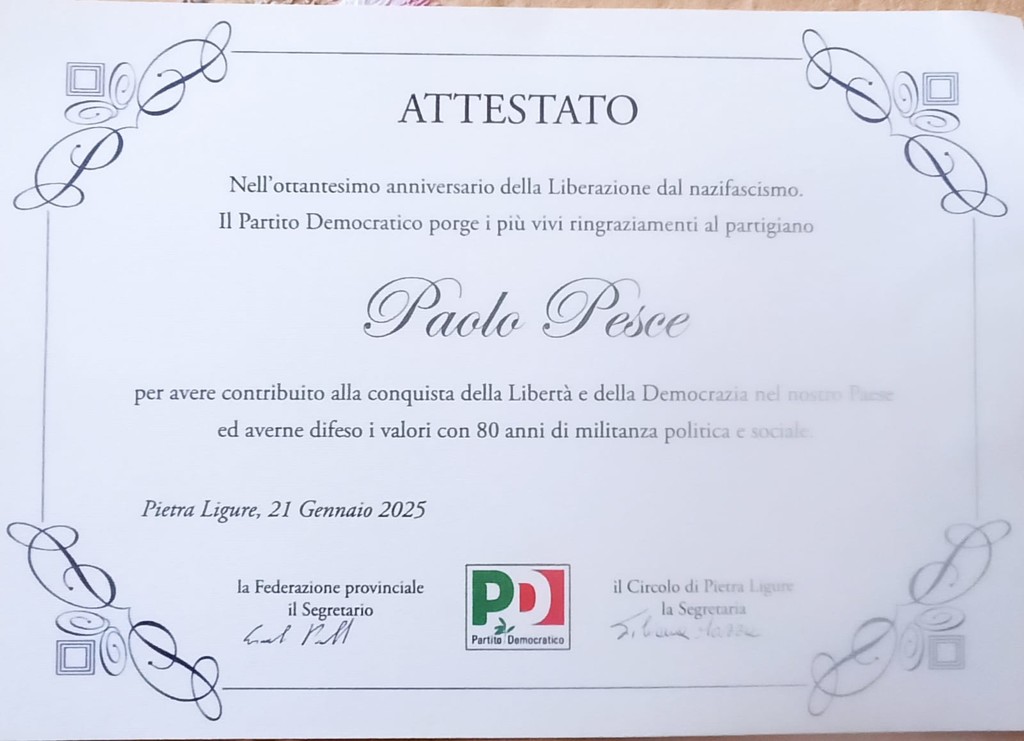 ATTESTATO
Nell'ottantesimo anniversario della Liberazione dal nazifascismo.
Il Partito Democratico porge i più vivi ringraziamenti al partigiano
Paolo Pesce
per avere contribuito alla conquista della Libertà e della Democrazia nel nostro Paese
ed averne difeso i valori con 80 anni di militanza politica e sociale.
Pietra Ligure, 21 Gennaio 2025
la Federazione provinciale
il Segretario
PD
Partito Democratico
il Circolo di Pietra Ligure
la Segretaria